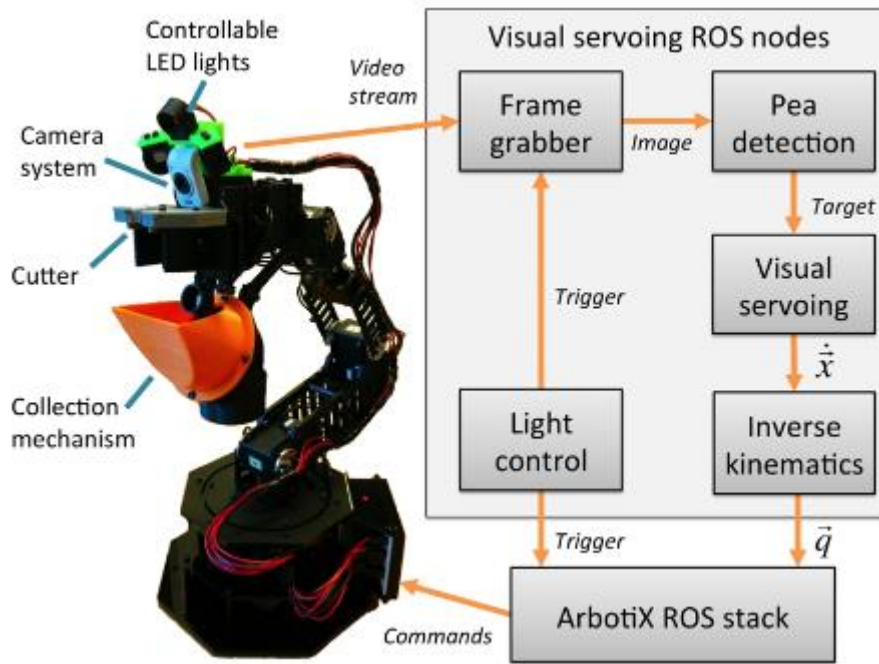 Controllable
LED lights
Camera
system
Cutter
Collection
mechanism
Video
stream
Visual servoing ROS nodes
Frame
grabber
Image
Pea
detection
Target
Visual
servoing
Trigger
ẋ⃗
Light
control
Inverse
kinematics
Trigger
q⃗
ArbotiX ROS stack
Commands